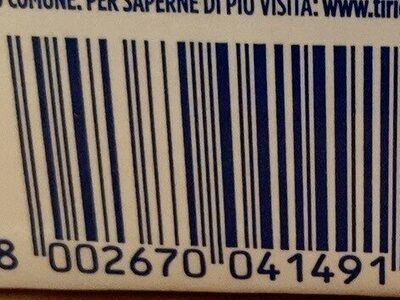 COMUNE. PER SAPERNE DI PIÙ VISITA: www.tiri
8 002670 041491